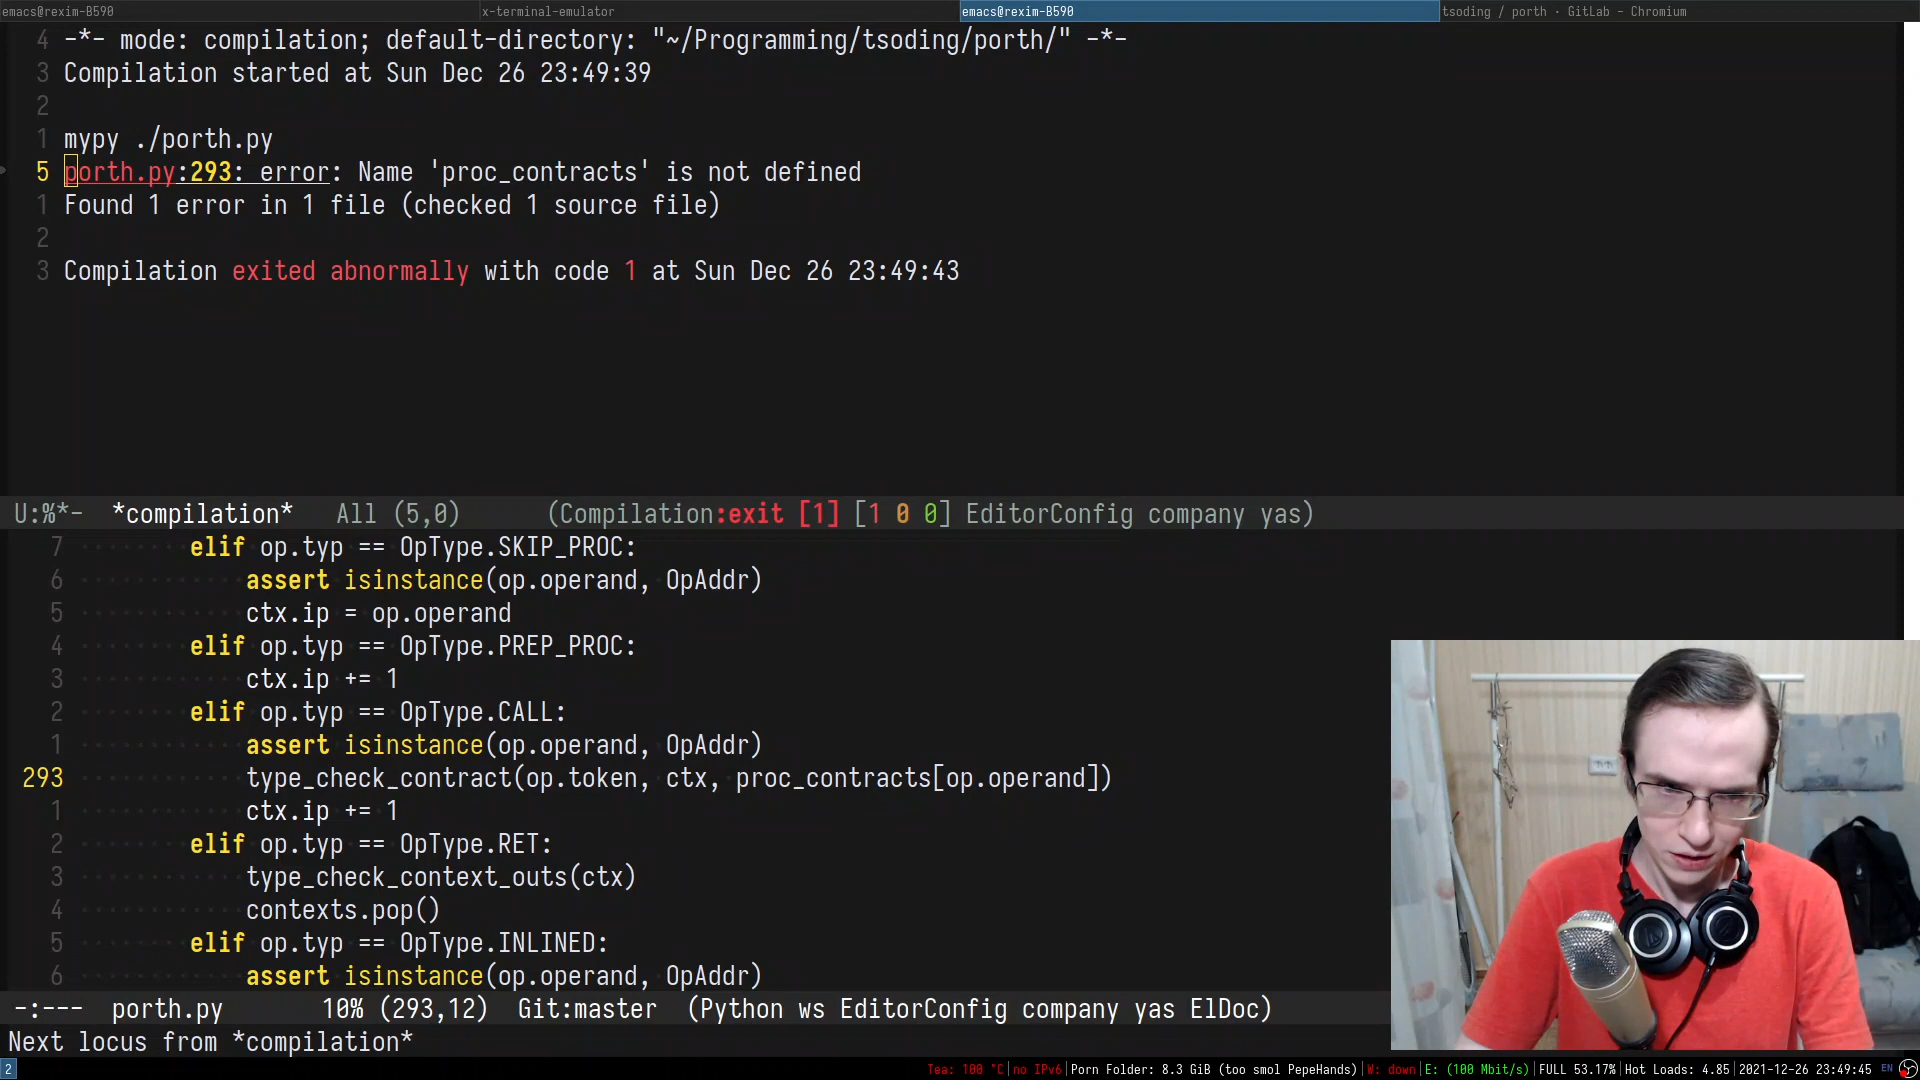 emacs@rexim-B590 x-terminal-emulator emacs@rexim-B590 tsoding / porth · GitLab - Chromium
4 -*- mode: compilation; default-directory: "~/Programming/tsoding/porth/" -*-
3 Compilation started at Sun Dec 26 23:49:39
2
1 mypy ./porth.py
5 porth.py:293: error: Name 'proc_contracts' is not defined
1 Found 1 error in 1 file (checked 1 source file)
2
3 Compilation exited abnormally with code 1 at Sun Dec 26 23:49:43
U:%*- *compilation* All (5,0) (Compilation:exit [1] [1 0 0] EditorConfig company yas)
7 elif op.typ == OpType.SKIP_PROC:
6 assert isinstance(op.operand, OpAddr)
5 ctx.ip = op.operand
4 elif op.typ == OpType.PREP_PROC:
3 ctx.ip += 1
2 elif op.typ == OpType.CALL:
1 assert isinstance(op.operand, OpAddr)
293 type_check_contract(op.token, ctx, proc_contracts[op.operand])
1 ctx.ip += 1
2 elif op.typ == OpType.RET:
3 type_check_context_outs(ctx)
4 contexts.pop()
5 elif op.typ == OpType.INLINED:
6 assert isinstance(op.operand, OpAddr)
-:--- porth.py 10% (293,12) Git:master (Python ws EditorConfig company yas ElDoc)
Next locus from *compilation*
2 Tea: 100 °C|no IPv6|Porn Folder: 8.3 GiB (too smol PepeHands)|W: down|E: (100 Mbit/s)|FULL 53.17%|Hot Loads: 4.85|2021-12-26 23:49:45 EN